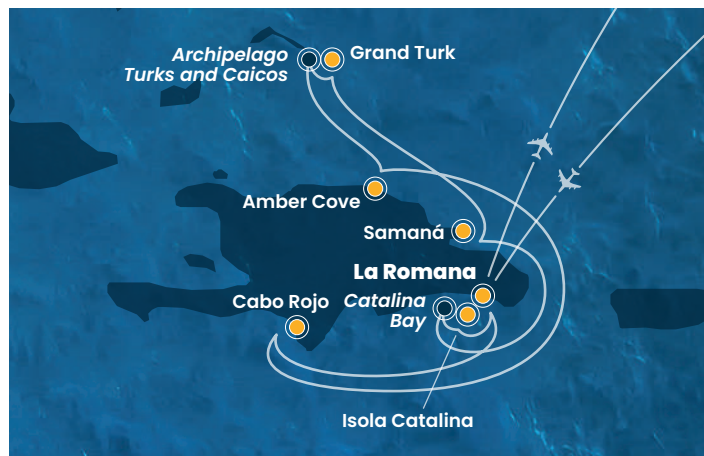 Archipelago
Turks and Caicos
Grand Turk
Amber Cove
Samaná
La Romana
Catalina
Bay
Cabo Rojo
Isola Catalina